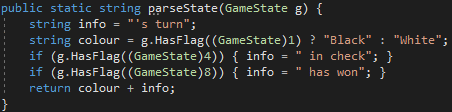 public static string parseState(GameState g) {
string info = "'s turn";
string colour = g.HasFlag((GameState)1) ? "Black" : "White";
if (g.HasFlag((GameState)4)) { info = " in check"; }
if (g.HasFlag((GameState)8)) { info = " has won"; }
return colour + info;
}